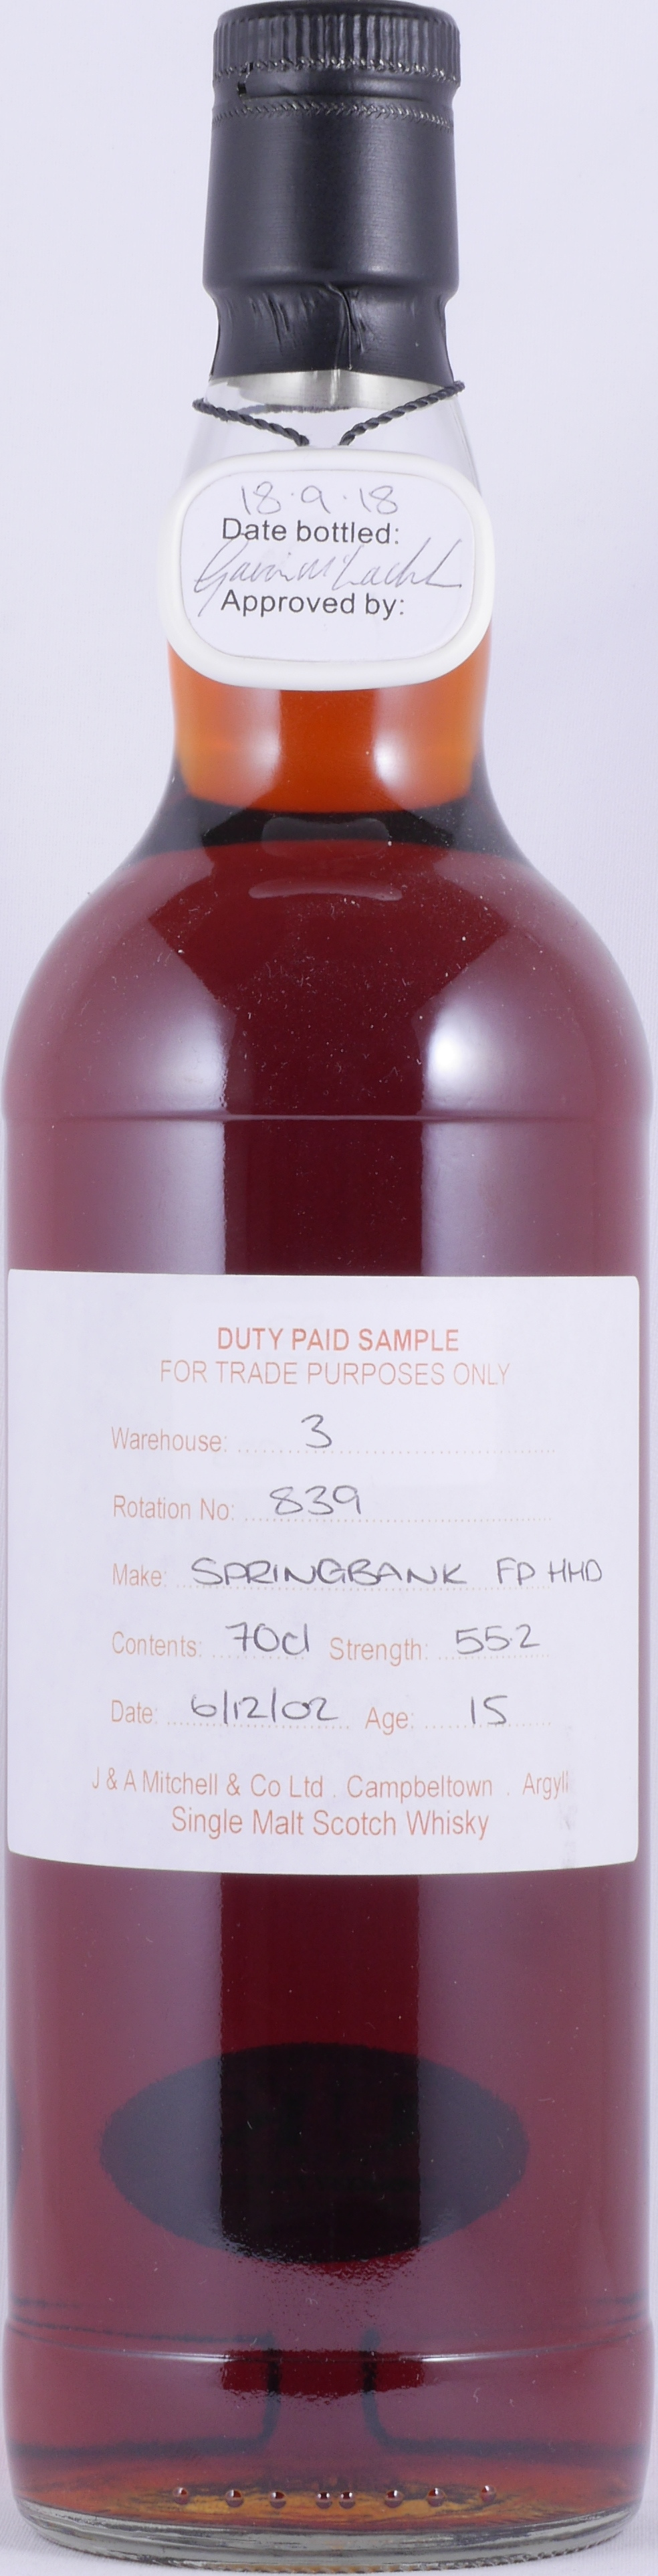 18.9.18
Date bottled:
Approved by:
DUTY PAID SAMPLE
FOR TRADE PURPOSES ONLY
Warehouse: 3
Rotation No: 839
Make: SPRINGBANK FP HHD
Contents: 70cl Strength: 55.2
Date: 6/12/02 Age: 15
J & A Mitchell & Co Ltd . Campbeltown . Argyll
Single Malt Scotch Whisky